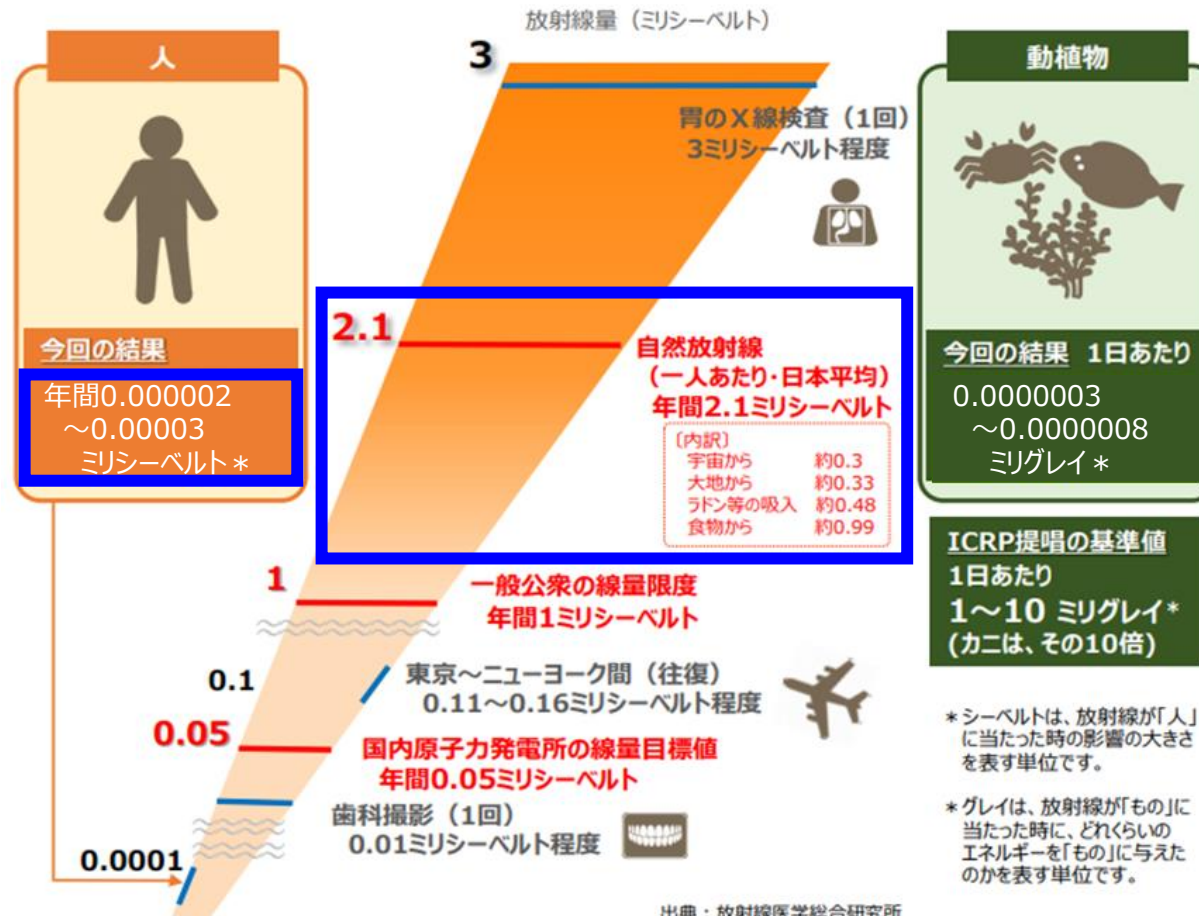 放射線量（ミリシーベルト）
人
今回の結果
年間0.000002
～0.00003
ミリシーベルト＊
3
胃のＸ線検査（1回）
3ミリシーベルト程度
2.1
自然放射線
（一人あたり・日本平均）
年間2.1ミリシーベルト
〔内訳〕
宇宙から 約0.3
大地から 約0.33
ラドン等の吸入 約0.48
食物から 約0.99
1
一般公衆の線量限度
年間1ミリシーベルト
0.1
東京～ニューヨーク間（往復）
0.11～0.16ミリシーベルト程度
0.05
国内原子力発電所の線量目標値
年間0.05ミリシーベルト
歯科撮影（1回）
0.01ミリシーベルト程度
0.0001
動植物
今回の結果 1日あたり
0.0000003
～0.0000008
ミリグレイ＊
ICRP提唱の基準値
1日あたり
1～10 ミリグレイ*
(カニは、その10倍)
＊シーベルトは、放射線が「人」
に当たった時の影響の大きさ
を表す単位です。
＊グレイは、放射線が「もの」に
当たった時に、どれくらいの
エネルギーを「もの」に与えた
のかを表す単位です。
出典：放射線医学総合研究所